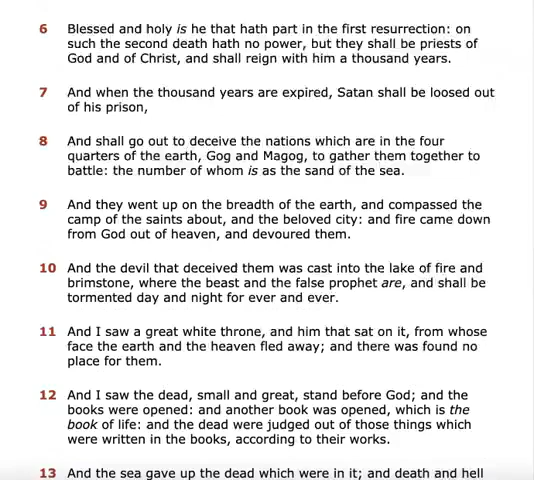 6 Blessed and holy is he that hath part in the first resurrection: on
such the second death hath no power, but they shall be priests of
God and of Christ, and shall reign with him a thousand years.
7 And when the thousand years are expired, Satan shall be loosed out
of his prison,
8 And shall go out to deceive the nations which are in the four
quarters of the earth, Gog and Magog, to gather them together to
battle: the number of whom is as the sand of the sea.
9 And they went up on the breadth of the earth, and compassed the
camp of the saints about, and the beloved city: and fire came down
from God out of heaven, and devoured them.
10 And the devil that deceived them was cast into the lake of fire and
brimstone, where the beast and the false prophet are, and shall be
tormented day and night for ever and ever.
11 And I saw a great white throne, and him that sat on it, from whose
face the earth and the heaven fled away; and there was found no
place for them.
12 And I saw the dead, small and great, stand before God; and the
books were opened: and another book was opened, which is the
book of life: and the dead were judged out of those things which
were written in the books, according to their works.
13 And the sea gave up the dead which were in it; and death and hell